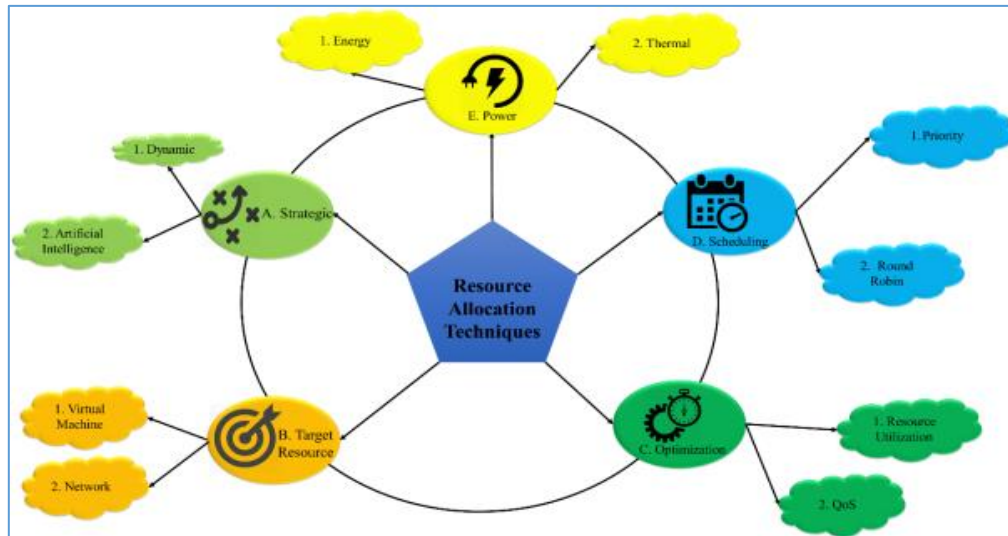 1. Energy
2. Thermal
E. Power
1. Dynamic
2. Artificial
Intelligence
A. Strategic
1. Priority
D. Scheduling
2. Round
Robin
Resource
Allocation
Techniques
1. Virtual
Machine
2. Network
B. Target
Resource
C. Optimization
1. Resource
Utilization
2. QoS